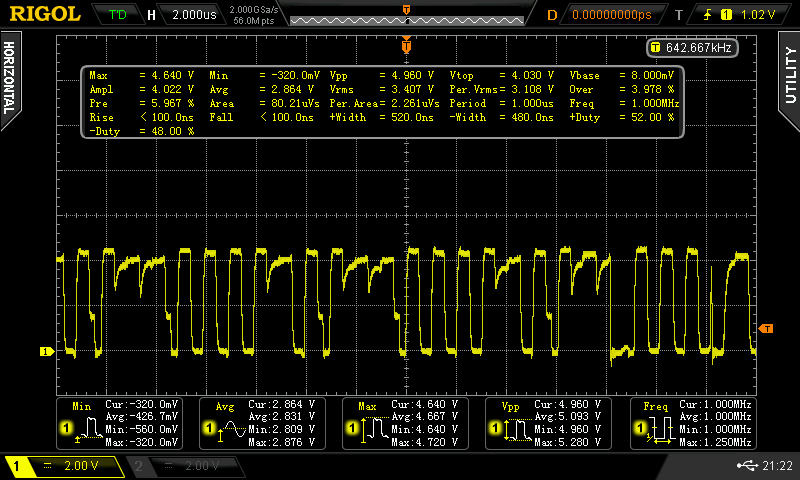 RIGOL T'D H 2.000us 2.000GSa/s 56.0M pts D 0.00000000ps T 1 1.02 V
HORIZONTAL
UTILITY
T 642.667kHz
Max = 4.640 V Min = -320.0mV Vpp = 4.960 V Vtop = 4.030 V Vbase = 8.000mV
Ampl = 4.022 V Avg = 2.864 V Vrms = 3.407 V Per.Vrms= 3.108 V Over = 3.978 %
Pre = 5.967 % Area = 80.21uVs Per.Area= 2.261uVs Period = 1.000us Freq = 1.000MHz
Rise < 100.0ns Fall < 100.0ns +Width = 520.0ns -Width = 480.0ns +Duty = 52.00 %
-Duty = 48.00 %
T
T
1
Min Cur:-320.0mV
Avg:-426.7mV
1 Min:-560.0mV
Max:-320.0mV
Avg Cur:2.864 V
Avg:2.831 V
1 Min:2.809 V
Max:2.876 V
Max Cur:4.640 V
Avg:4.667 V
1 Min:4.640 V
Max:4.720 V
Vpp Cur:4.960 V
Avg:5.093 V
1 Min:4.960 V
Max:5.280 V
Freq Cur:1.000MHz
Avg:1.000MHz
1 Min:1.000MHz
Max:1.250MHz
1 = 2.00 V 2 = 2.00 V 21:22